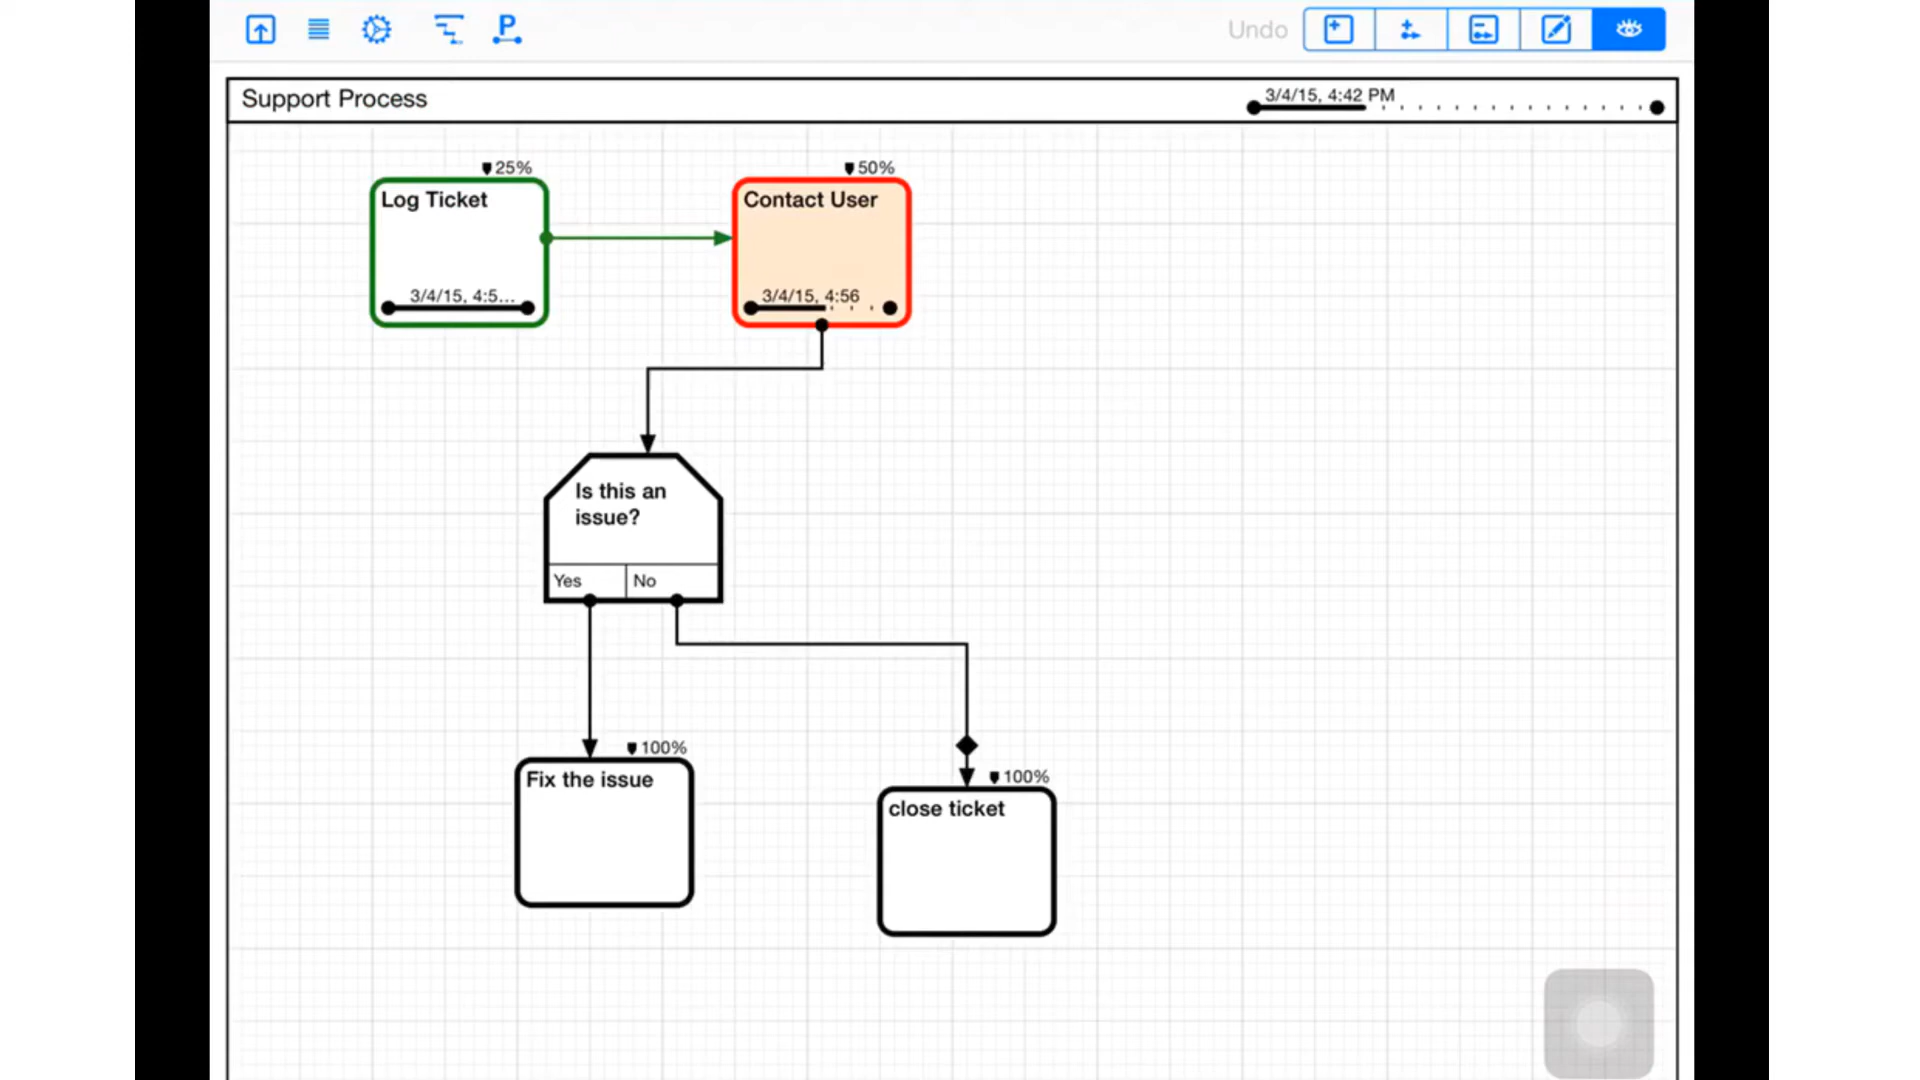 P
Undo
Support Process
3/4/15, 4:42 PM
25%
50%
Log Ticket
Contact User
3/4/15, 4:5...
3/4/15, 4:56
Is this an
issue?
Yes
No
100%
Fix the issue
100%
close ticket